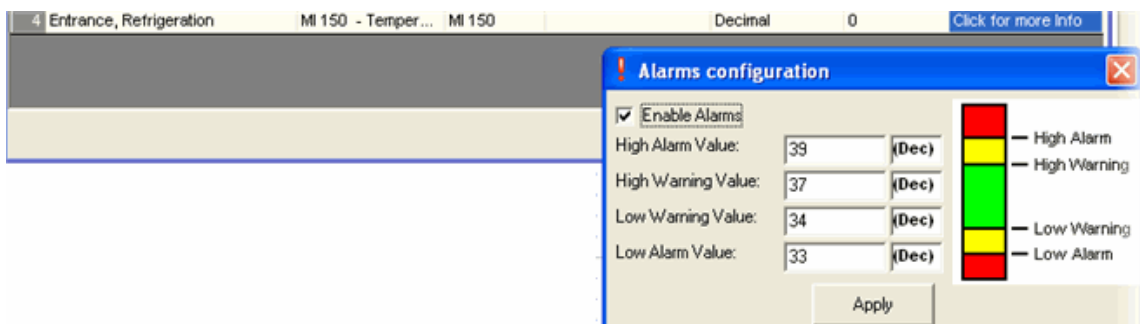 4 Entrance, Refrigeration MI 150 - Temper... MI 150 Decimal 0 Click for more Info
! Alarms configuration
Enable Alarms
High Alarm Value: 39 (Dec)
High Warning Value: 37 (Dec)
Low Warning Value: 34 (Dec)
Low Alarm Value: 33 (Dec)
High Alarm
High Warning
Low Warning
Low Alarm
Apply